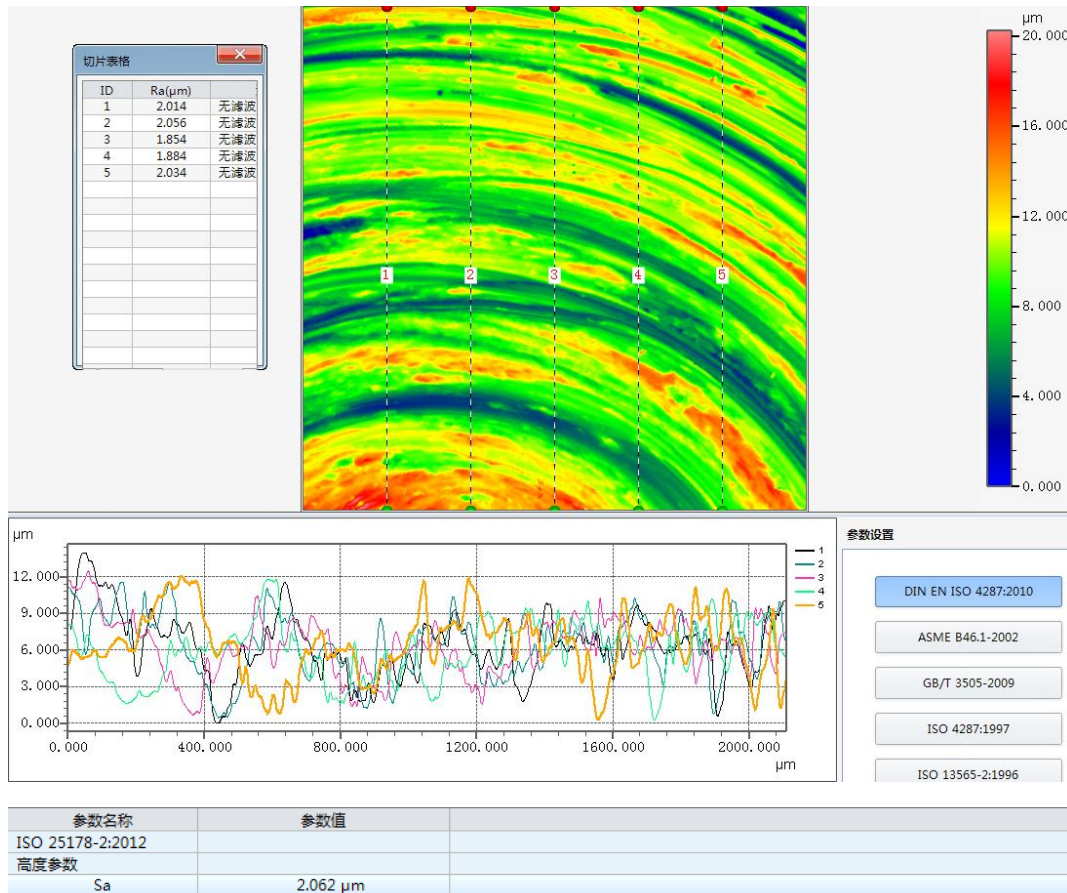 μm
20.000
16.000
12.000
8.000
4.000
0.000
切片表格
ID Ra(μm)
1 2.014 无滤波
2 2.056 无滤波
3 1.854 无滤波
4 1.884 无滤波
5 2.034 无滤波
1 2 3 4 5
μm
12.000
9.000
6.000
3.000
0.000
0.000 400.000 800.000 1200.000 1600.000 2000.000
μm
1
2
3
4
5
参数设置
DIN EN ISO 4287:2010
ASME B46.1-2002
GB/T 3505-2009
ISO 4287:1997
ISO 13565-2:1996
参数名称 参数值
ISO 25178-2:2012
高度参数
Sa 2.062 μm